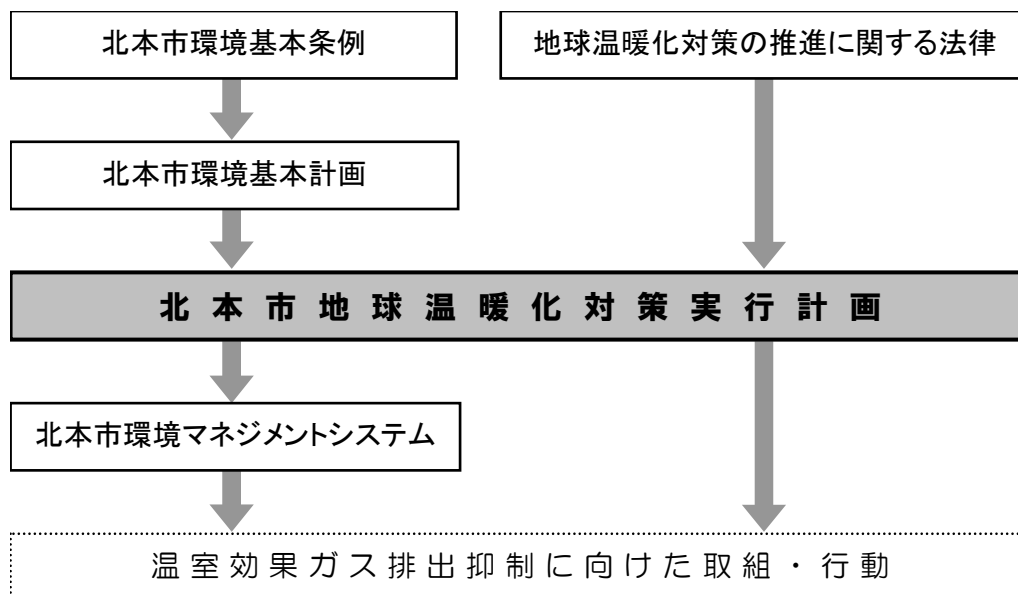 北本市環境基本条例
地球温暖化対策の推進に関する法律
北本市環境基本計画
北本市地球温暖化対策実行計画
北本市環境マネジメントシステム
温室効果ガス排出抑制に向けた取組・行動